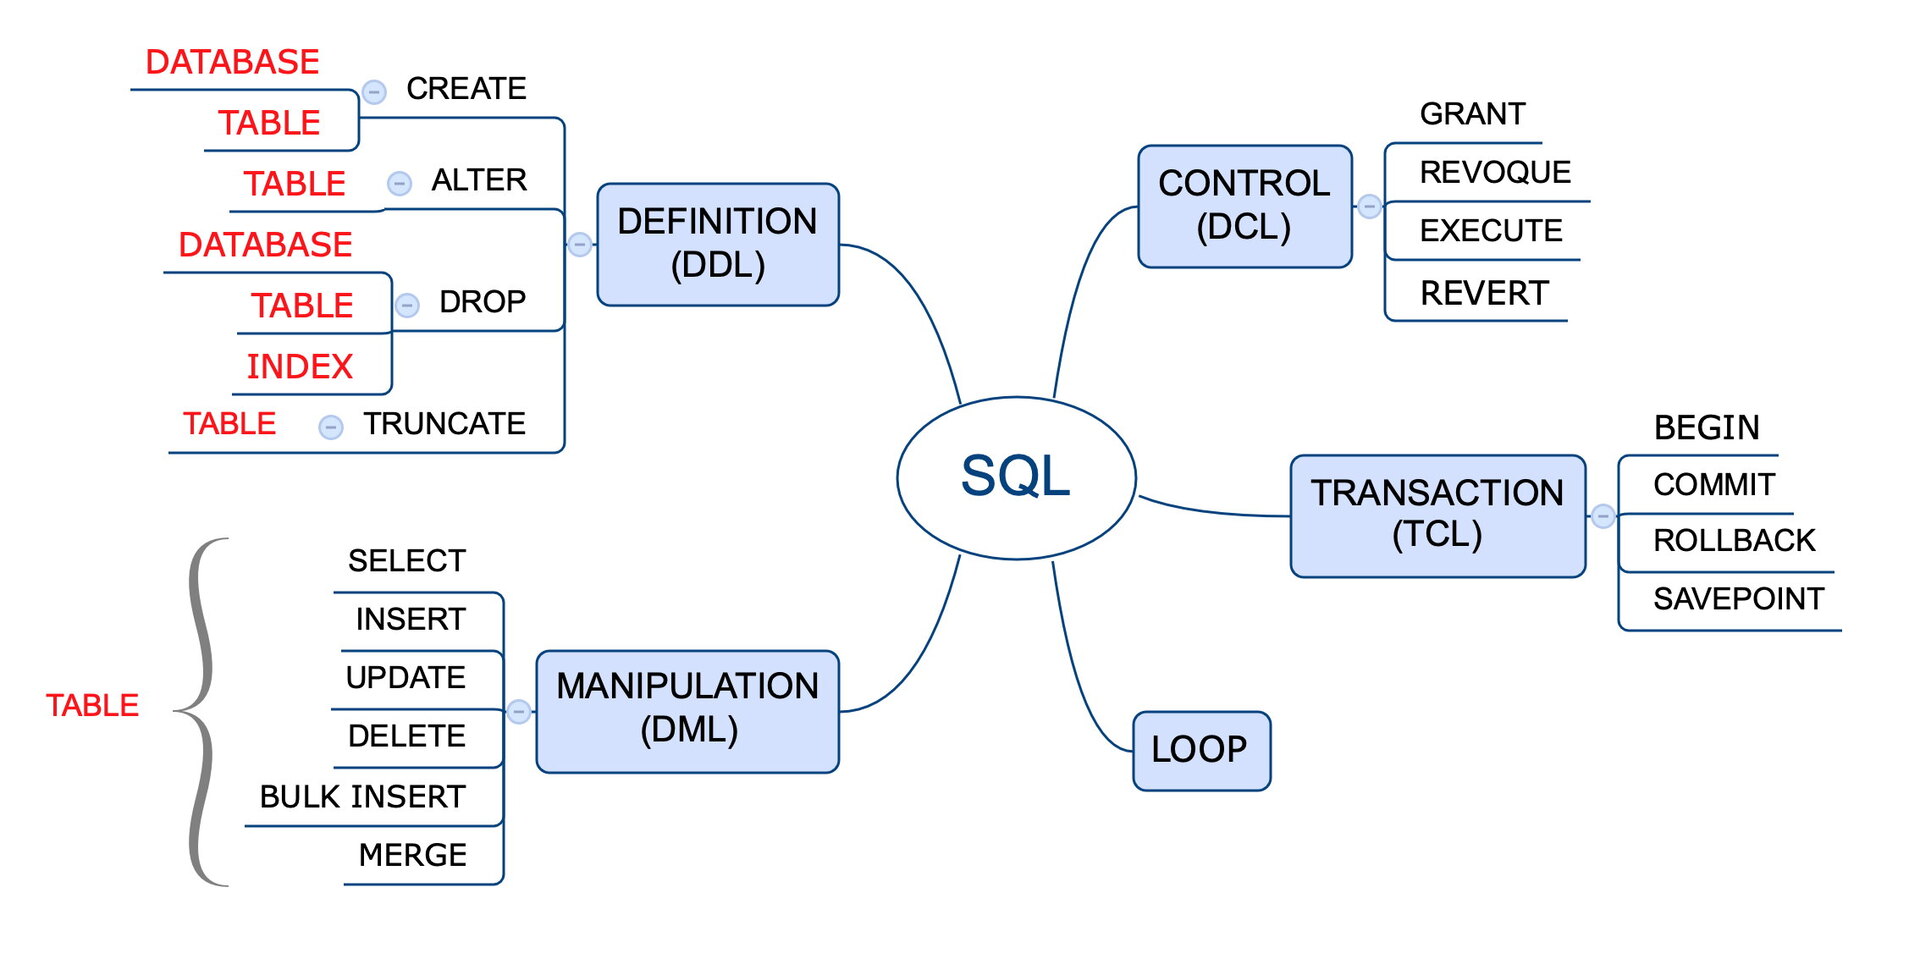 DATABASE
TABLE
CREATE
TABLE
ALTER
DATABASE
TABLE
INDEX
DROP
TABLE
TRUNCATE
DEFINITION
(DDL)
CONTROL
(DCL)
GRANT
REVOQUE
EXECUTE
REVERT
SQL
TRANSACTION
(TCL)
BEGIN
COMMIT
ROLLBACK
SAVEPOINT
TABLE
SELECT
INSERT
UPDATE
DELETE
BULK INSERT
MERGE
MANIPULATION
(DML)
LOOP